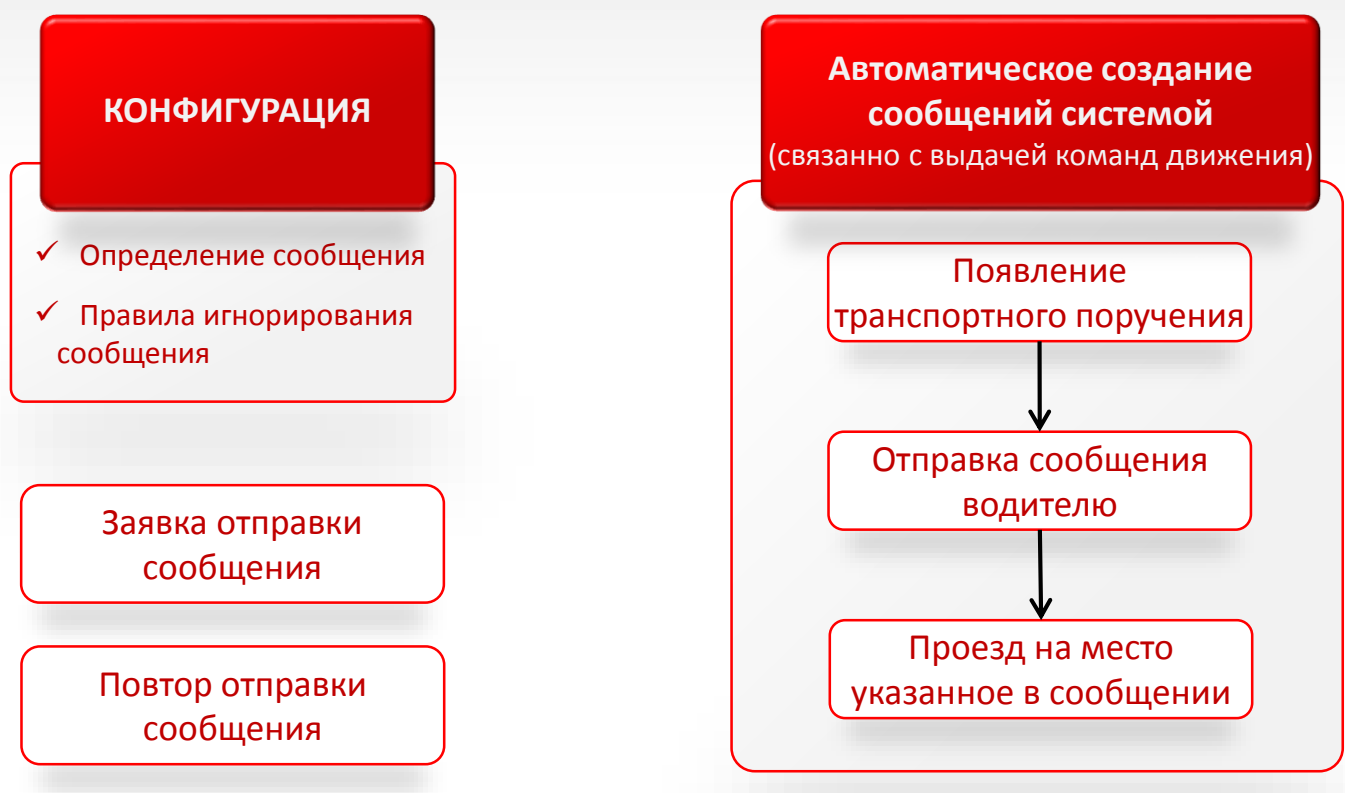 КОНФИГУРАЦИЯ
✓ Определение сообщения
✓ Правила игнорирования
сообщения
Заявка отправки
сообщения
Повтор отправки
сообщения
Автоматическое создание
сообщений системой
(связанно с выдачей команд движения)
Появление
транспортного поручения
Отправка сообщения
водителю
Проезд на место
указанное в сообщении